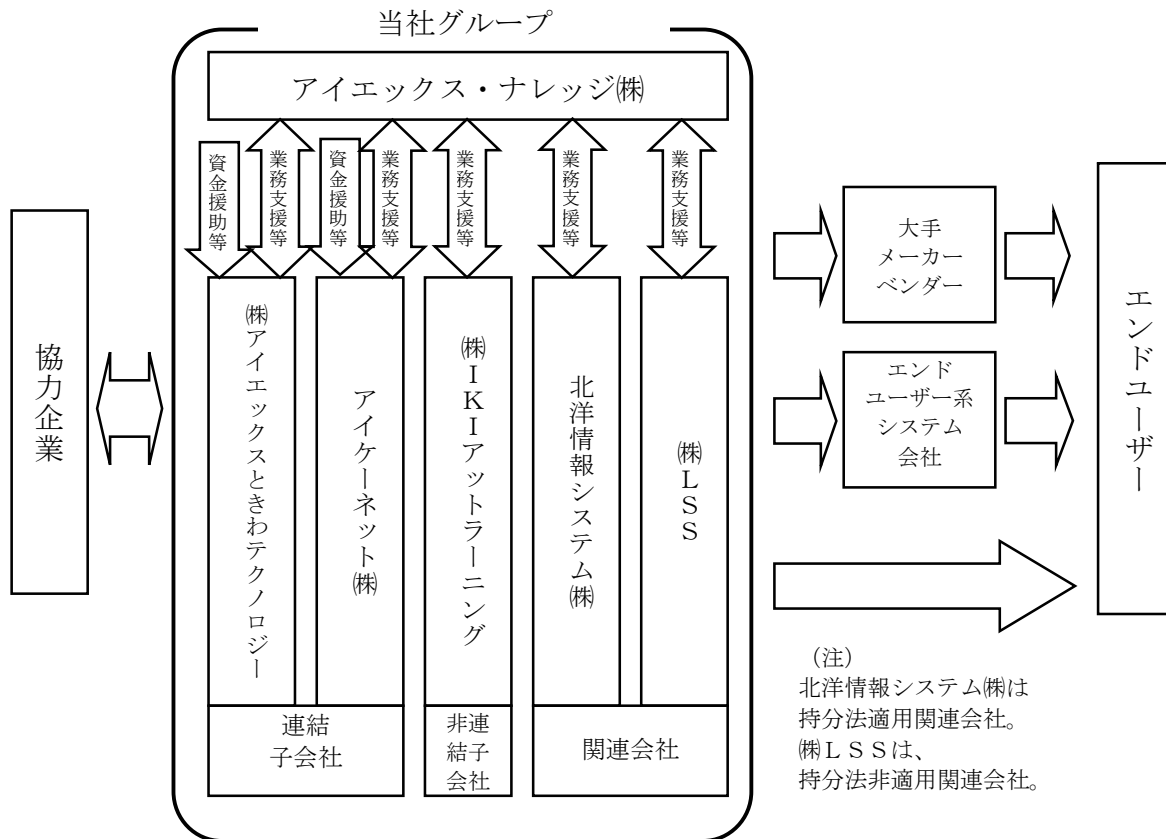 当社グループ
アイエックス・ナレッジ㈱
資金援助等
業務支援等
資金援助等
業務支援等
業務支援等
業務支援等
業務支援等
協力企業
㈱アイエックスときわテクノロジー
アイケーネット㈱
㈱ＩＫＩアットラーニング
北洋情報システム㈱
㈱ＬＳＳ
連結
子会社
非連
結子
会社
関連会社
大手
メーカー
ベンダー
エンド
ユーザー系
システム
会社
エンドユーザー
（注）
北洋情報システム㈱は
持分法適用関連会社。
㈱ＬＳＳは、
持分法非適用関連会社。